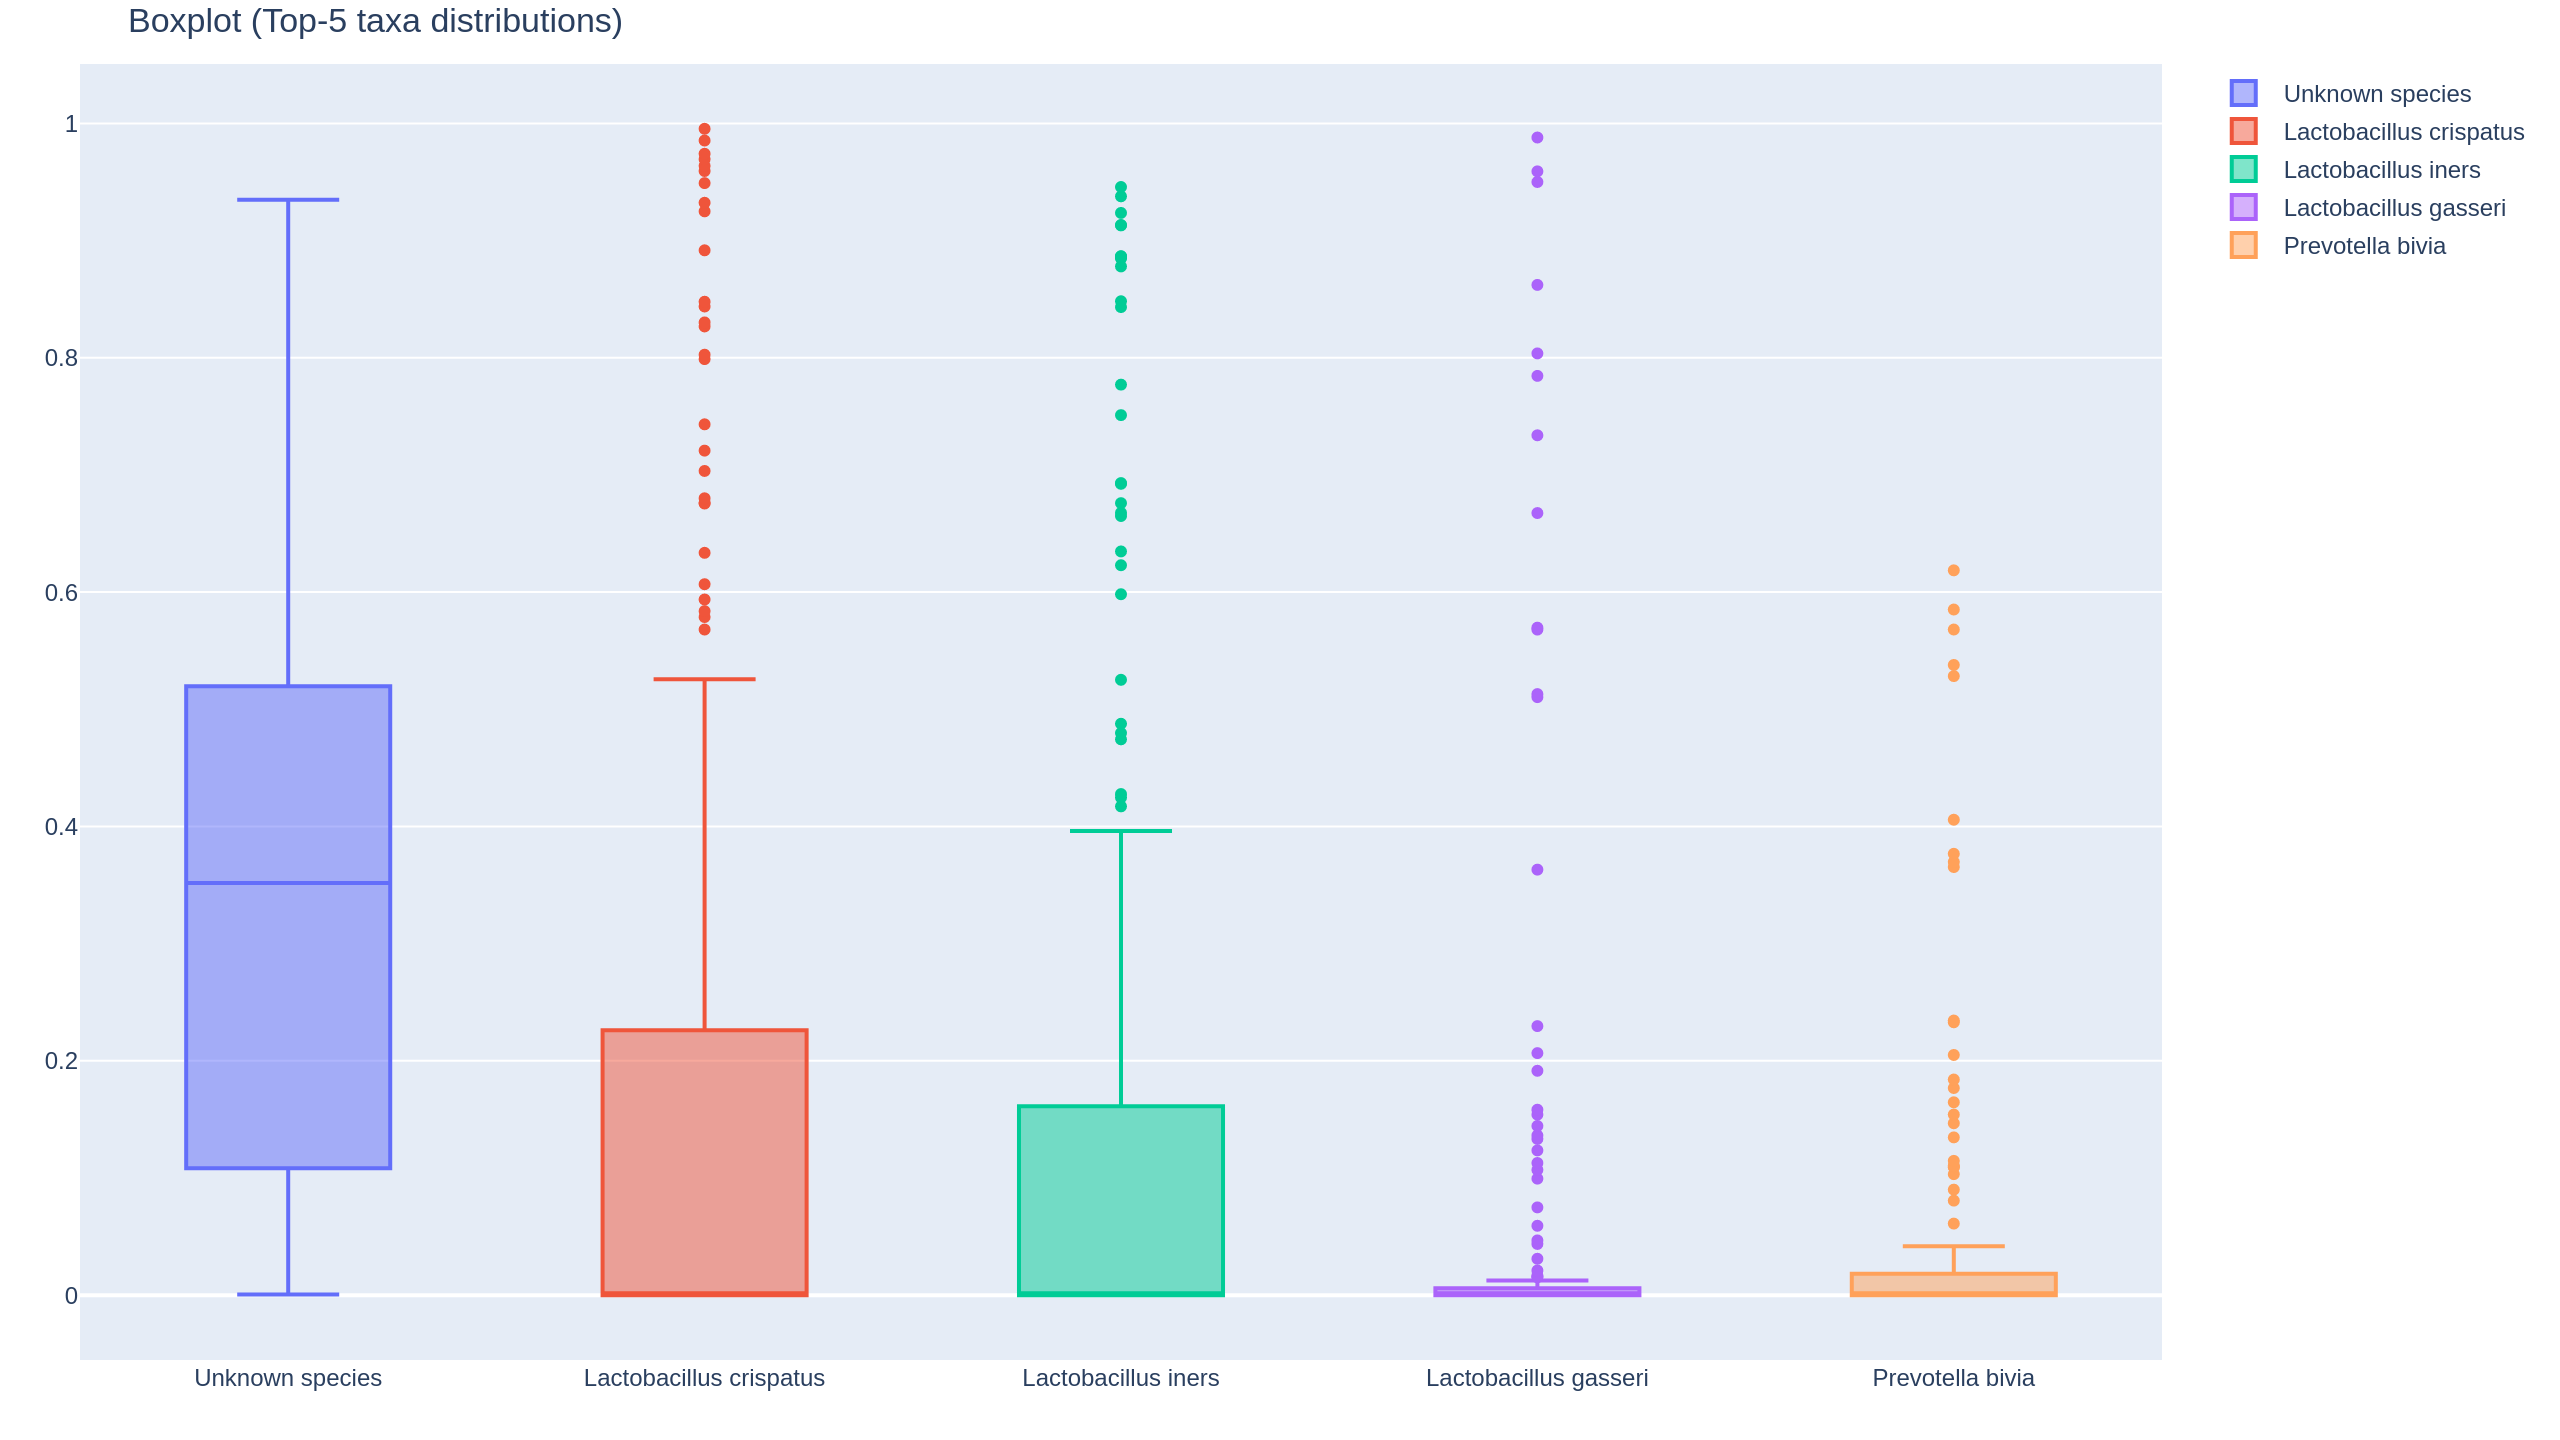 Boxplot (Top-5 taxa distributions)
1
0.8
0.6
0.4
0.2
0
Unknown species
Lactobacillus crispatus
Lactobacillus iners
Lactobacillus gasseri
Prevotella bivia
Unknown species
Lactobacillus crispatus
Lactobacillus iners
Lactobacillus gasseri
Prevotella bivia